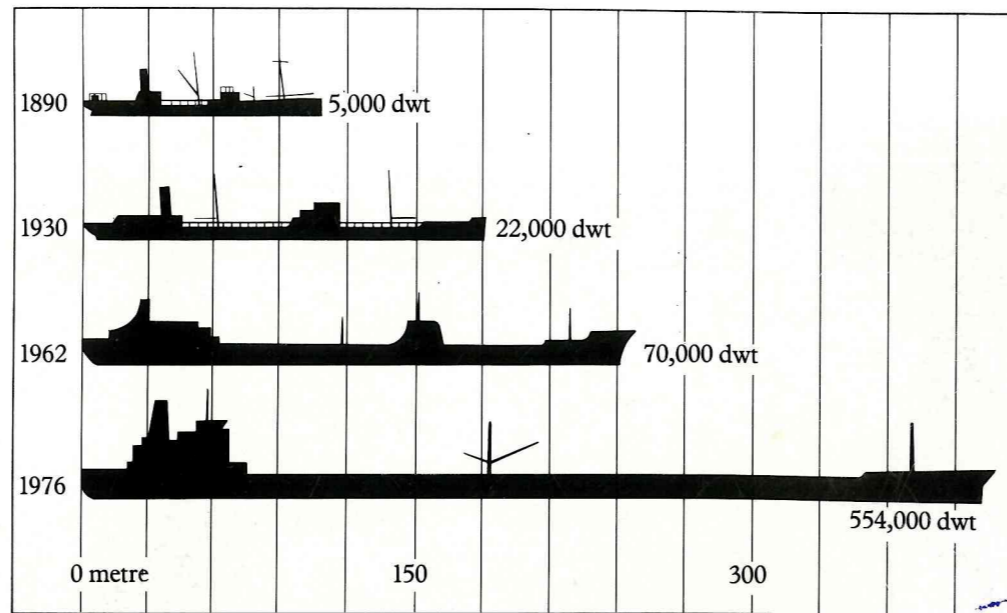 1890 5,000 dwt
1930 22,000 dwt
1962 70,000 dwt
1976
554,000 dwt
0 metre 150 300